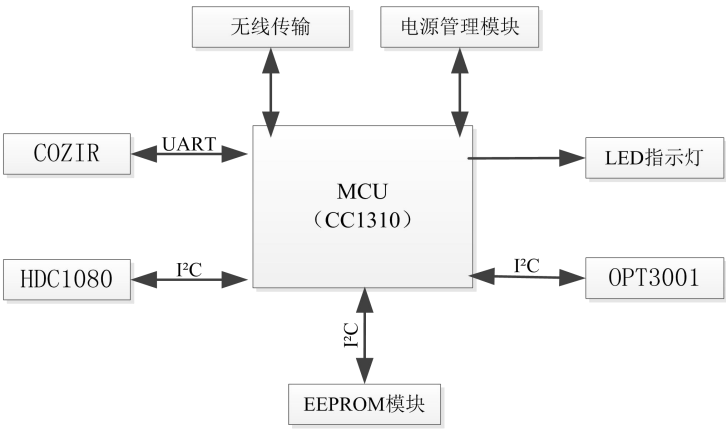 无线传输
电源管理模块
COZIR
UART
MCU
（CC1310）
LED指示灯
HDC1080
I²C
I²C
OPT3001
I²C
EEPROM模块